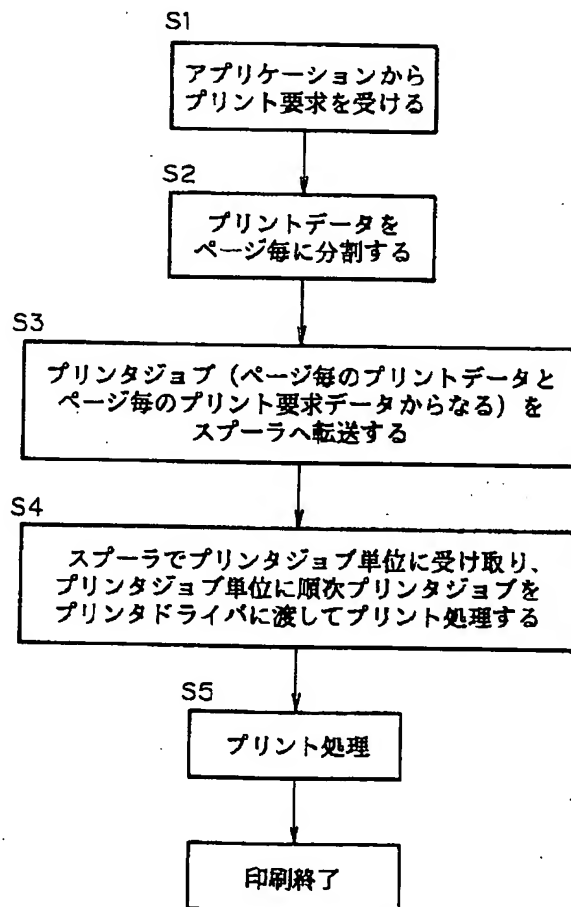 S1
アプリケーションから
プリント要求を受ける
S2
プリントデータを
ページ毎に分割する
S3
プリンタジョブ（ページ毎のプリントデータと
ページ毎のプリント要求データからなる）を
スプーラへ転送する
S4
スプーラでプリンタジョブ単位に受け取り、
プリンタジョブ単位に順次プリンタジョブを
プリンタドライバに渡してプリント処理する
S5
プリント処理
印刷終了